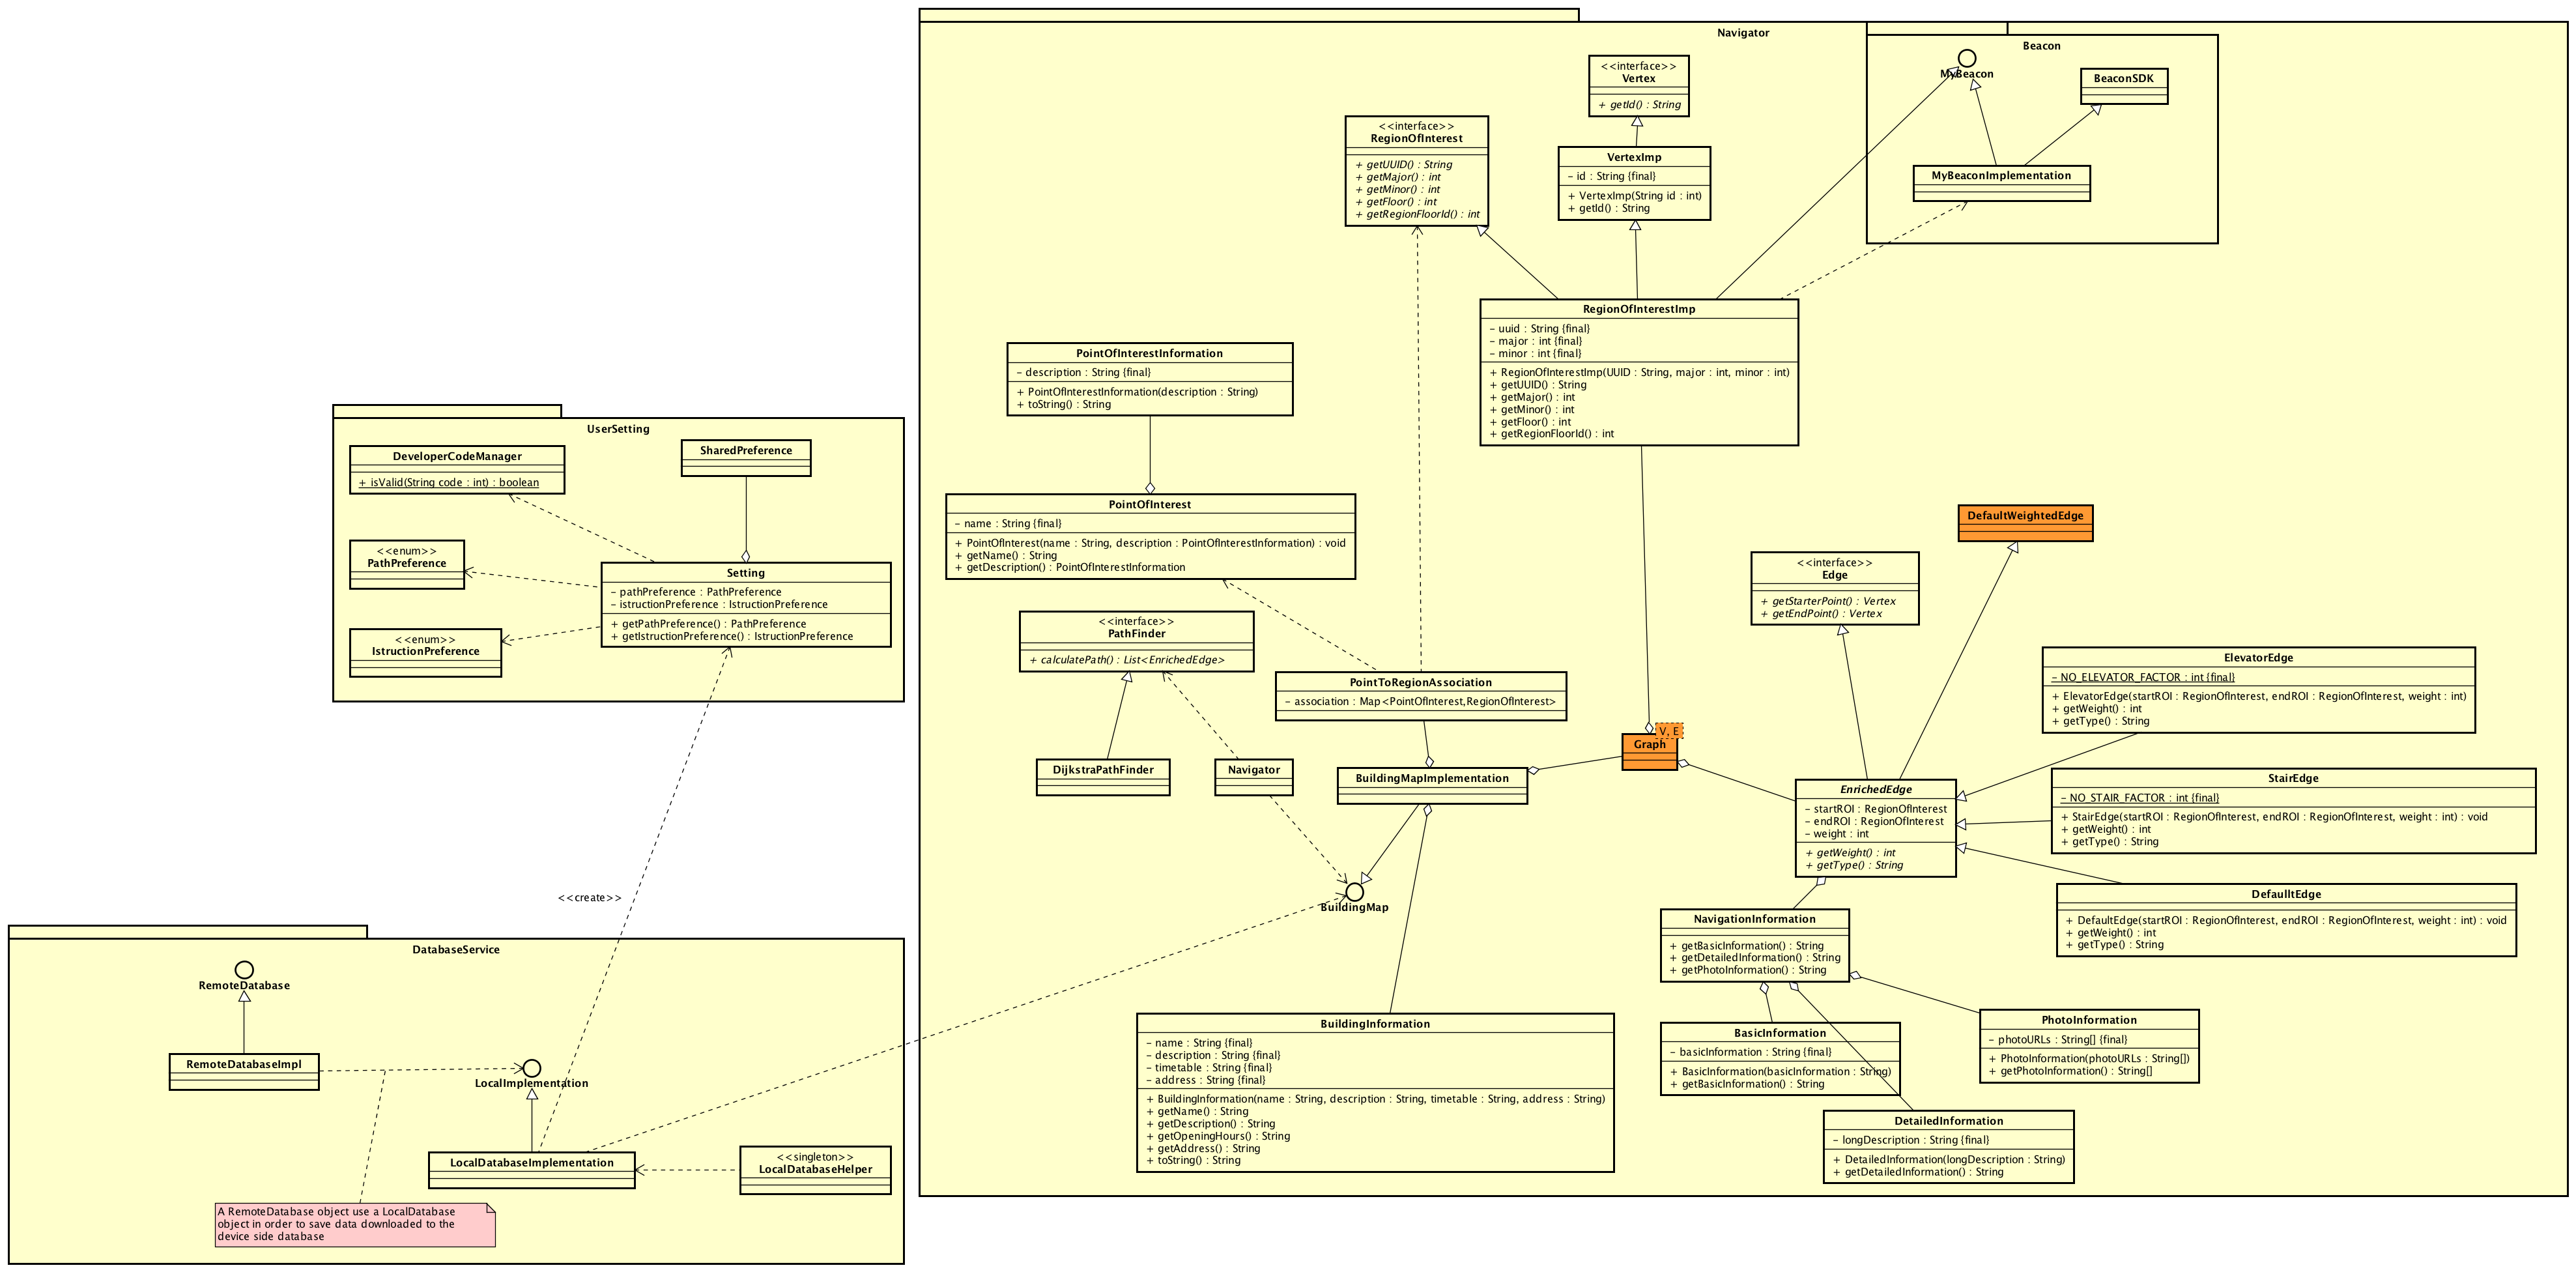 Navigator
Beacon
MyBeacon
BeaconSDK
MyBeaconImplementation
<<interface>>
Vertex
+ getId() : String
<<interface>>
RegionOfInterest
+ getUUID() : String
+ getMajor() : int
+ getMinor() : int
+ getFloor() : int
+ getRegionFloorId() : int
VertexImp
– id : String {final}
+ VertexImp(String id : int)
+ getId() : String
RegionOfInterestImp
– uuid : String {final}
– major : int {final}
– minor : int {final}
+ RegionOfInterestImp(UUID : String, major : int, minor : int)
+ getUUID() : String
+ getMajor() : int
+ getMinor() : int
+ getFloor() : int
+ getRegionFloorId() : int
PointOfInterestInformation
– description : String {final}
+ PointOfInterestInformation(description : String)
+ toString() : String
PointOfInterest
– name : String {final}
+ PointOfInterest(name : String, description : PointOfInterestInformation) : void
+ getName() : String
+ getDescription() : PointOfInterestInformation
<<interface>>
PathFinder
+ calculatePath() : List<EnrichedEdge>
PointToRegionAssociation
– association : Map<PointOfInterest,RegionOfInterest>
DijkstraPathFinder
Navigator
BuildingMapImplementation
V, E
Graph
BuildingMap
DefaultWeightedEdge
<<interface>>
Edge
+ getStarterPoint() : Vertex
+ getEndPoint() : Vertex
ElevatorEdge
– NO_ELEVATOR_FACTOR : int {final}
+ ElevatorEdge(startROI : RegionOfInterest, endROI : RegionOfInterest, weight : int)
+ getWeight() : int
+ getType() : String
EnrichedEdge
– startROI : RegionOfInterest
– endROI : RegionOfInterest
– weight : int
+ getWeight() : int
+ getType() : String
StairEdge
– NO_STAIR_FACTOR : int {final}
+ StairEdge(startROI : RegionOfInterest, endROI : RegionOfInterest, weight : int) : void
+ getWeight() : int
+ getType() : String
DefaulltEdge
+ DefaultEdge(startROI : RegionOfInterest, endROI : RegionOfInterest, weight : int) : void
+ getWeight() : int
+ getType() : String
NavigationInformation
+ getBasicInformation() : String
+ getDetailedInformation() : String
+ getPhotoInformation() : String
BasicInformation
– basicInformation : String {final}
+ BasicInformation(basicInformation : String)
+ getBasicInformation() : String
PhotoInformation
– photoURLs : String[] {final}
+ PhotoInformation(photoURLs : String[])
+ getPhotoInformation() : String[]
DetailedInformation
– longDescription : String {final}
+ DetailedInformation(longDescription : String)
+ getDetailedInformation() : String
BuildingInformation
– name : String {final}
– description : String {final}
– timetable : String {final}
– address : String {final}
+ BuildingInformation(name : String, description : String, timetable : String, address : String)
+ getName() : String
+ getDescription() : String
+ getOpeningHours() : String
+ getAddress() : String
+ toString() : String
UserSetting
DeveloperCodeManager
+ isValid(String code : int) : boolean
SharedPreference
<<enum>>
PathPreference
<<enum>>
IstructionPreference
Setting
– pathPreference : PathPreference
– istructionPreference : IstructionPreference
+ getPathPreference() : PathPreference
+ getIstructionPreference() : IstructionPreference
<<create>>
DatabaseService
RemoteDatabase
RemoteDatabaseImpl
LocalImplementation
LocalDatabaseImplementation
<<singleton>>
LocalDatabaseHelper
A RemoteDatabase object use a LocalDatabase
object in order to save data downloaded to the
device side database